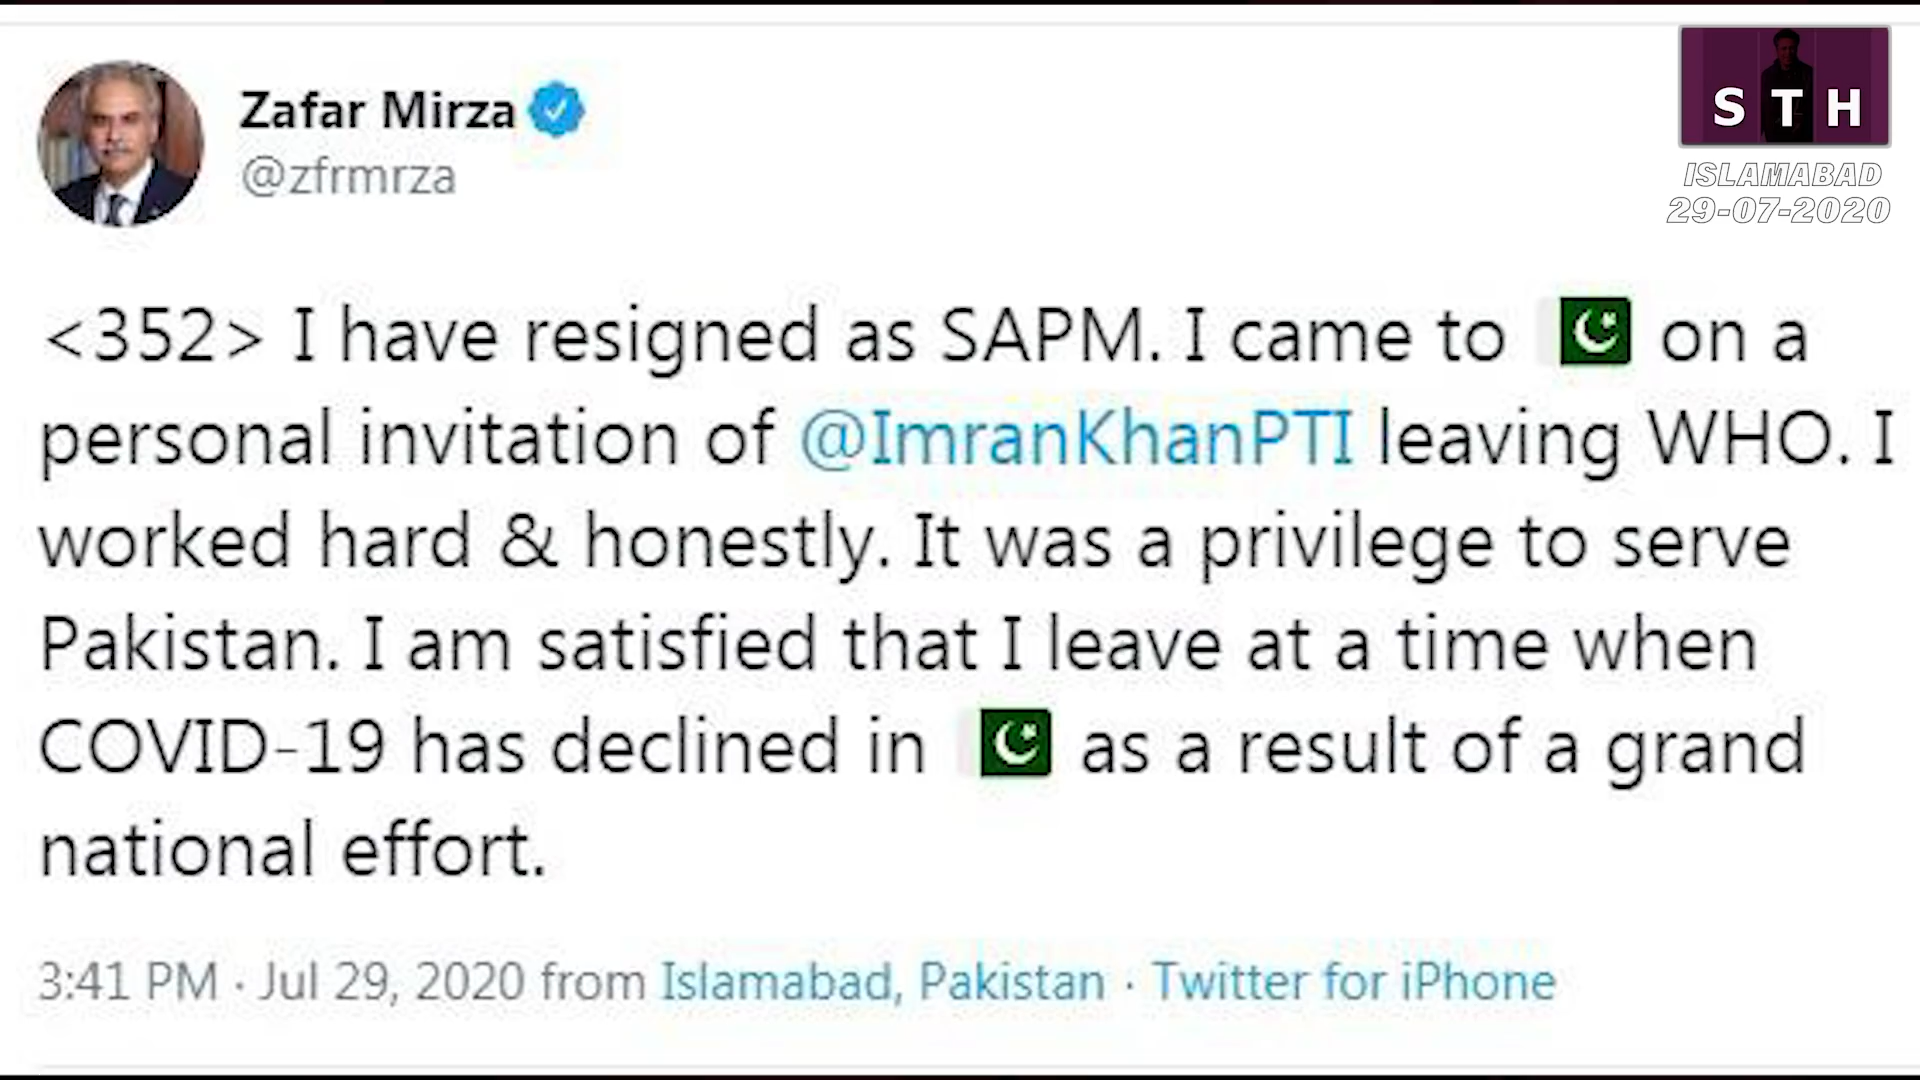 Zafar Mirza
@zfrmrza
S T H
ISLAMABAD
29-07-2020
<352> I have resigned as SAPM. I came to 🇵🇰 on a
personal invitation of @ImranKhanPTI leaving WHO. I
worked hard & honestly. It was a privilege to serve
Pakistan. I am satisfied that I leave at a time when
COVID-19 has declined in 🇵🇰 as a result of a grand
national effort.
3:41 PM · Jul 29, 2020 from Islamabad, Pakistan · Twitter for iPhone